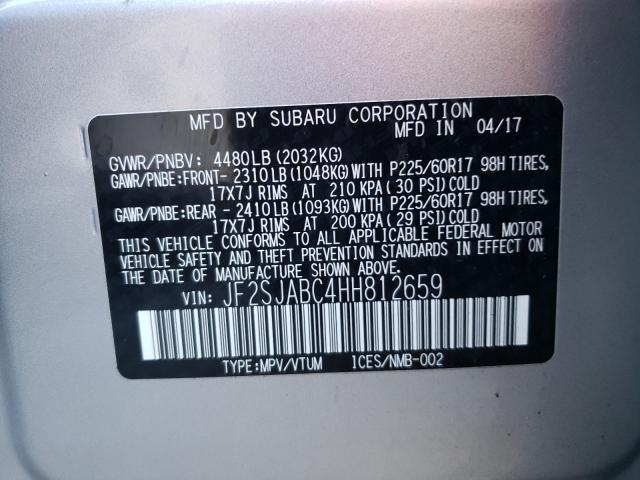 MFD BY SUBARU CORPORATION
MFD IN 04/17
GVWR/PNBV: 4480LB(2032KG)
GAWR/PNBE:FRONT- 2310LB(1048KG)WITH P225/60R17 98H TIRES,
17X7J RIMS AT 210 KPA(30 PSI)COLD
GAWR/PNBE:REAR - 2410LB(1093KG)WITH P225/60R17 98H TIRES,
17X7J RIMS AT 200 KPA(29 PSI)COLD
THIS VEHICLE CONFORMS TO ALL APPLICABLE FEDERAL MOTOR
VEHICLE SAFETY AND THEFT PREVENTION STANDARDS IN EFFECT ON
THE DATE OF MANUFACTURE SHOWN ABOVE.
VIN: JF2SJABC4HH812659
TYPE:MPV/VTUM ICES/NMB-002